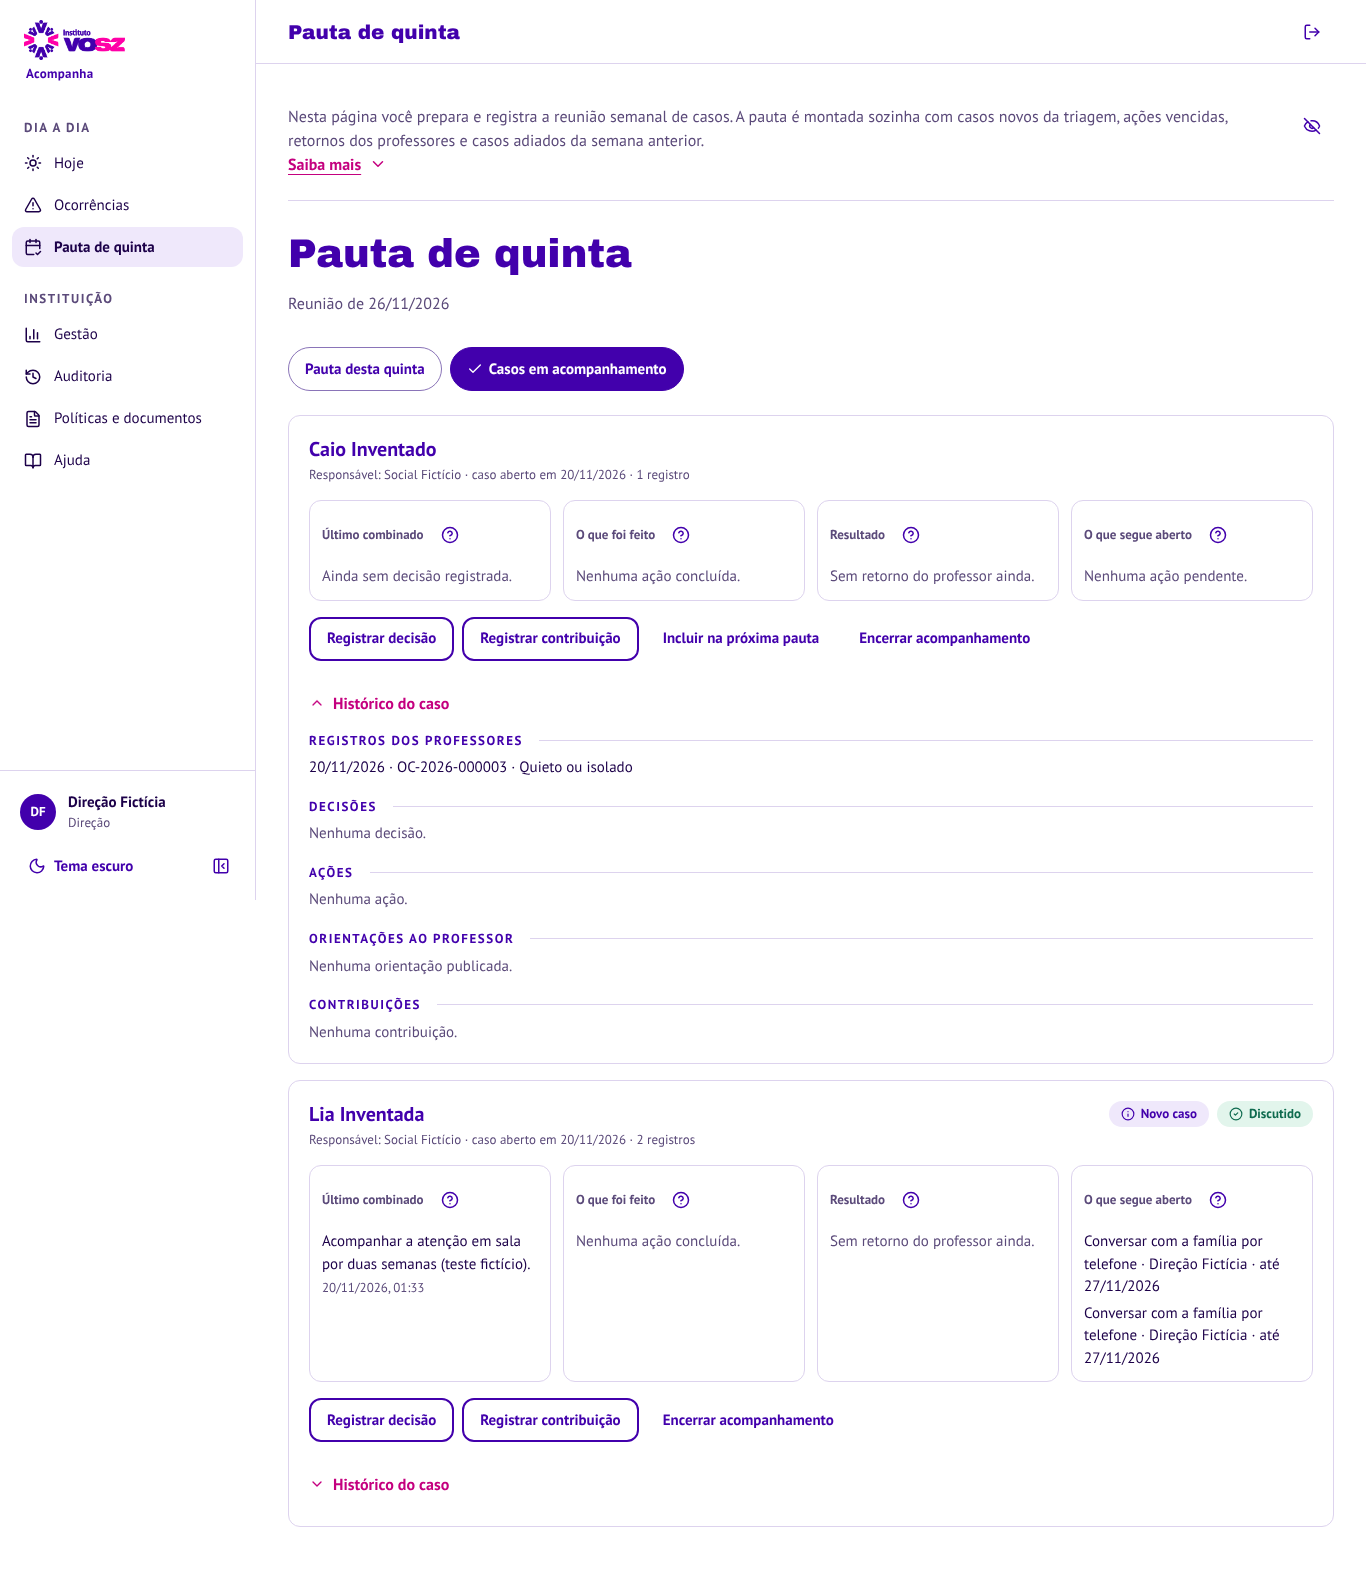 Instituto
VOSZ
Acompanha
DIA A DIA
Hoje
Ocorrências
Pauta de quinta
INSTITUIÇÃO
Gestão
Auditoria
Políticas e documentos
Ajuda
DF
Direção Fictícia
Direção
Tema escuro
Pauta de quinta
Nesta página você prepara e registra a reunião semanal de casos. A pauta é montada sozinha com casos novos da triagem, ações vencidas,
retornos dos professores e casos adiados da semana anterior.
Saiba mais
Pauta de quinta
Reunião de 26/11/2026
Pauta desta quinta
Casos em acompanhamento
Caio Inventado
Responsável: Social Fictício · caso aberto em 20/11/2026 · 1 registro
Último combinado
Ainda sem decisão registrada.
O que foi feito
Nenhuma ação concluída.
Resultado
Sem retorno do professor ainda.
O que segue aberto
Nenhuma ação pendente.
Registrar decisão
Registrar contribuição
Incluir na próxima pauta
Encerrar acompanhamento
Histórico do caso
REGISTROS DOS PROFESSORES
20/11/2026 · OC-2026-000003 · Quieto ou isolado
DECISÕES
Nenhuma decisão.
AÇÕES
Nenhuma ação.
ORIENTAÇÕES AO PROFESSOR
Nenhuma orientação publicada.
CONTRIBUIÇÕES
Nenhuma contribuição.
Lia Inventada
Novo caso
Discutido
Responsável: Social Fictício · caso aberto em 20/11/2026 · 2 registros
Último combinado
Acompanhar a atenção em sala
por duas semanas (teste fictício).
20/11/2026, 01:33
O que foi feito
Nenhuma ação concluída.
Resultado
Sem retorno do professor ainda.
O que segue aberto
Conversar com a família por
telefone · Direção Fictícia · até
27/11/2026
Conversar com a família por
telefone · Direção Fictícia · até
27/11/2026
Registrar decisão
Registrar contribuição
Encerrar acompanhamento
Histórico do caso